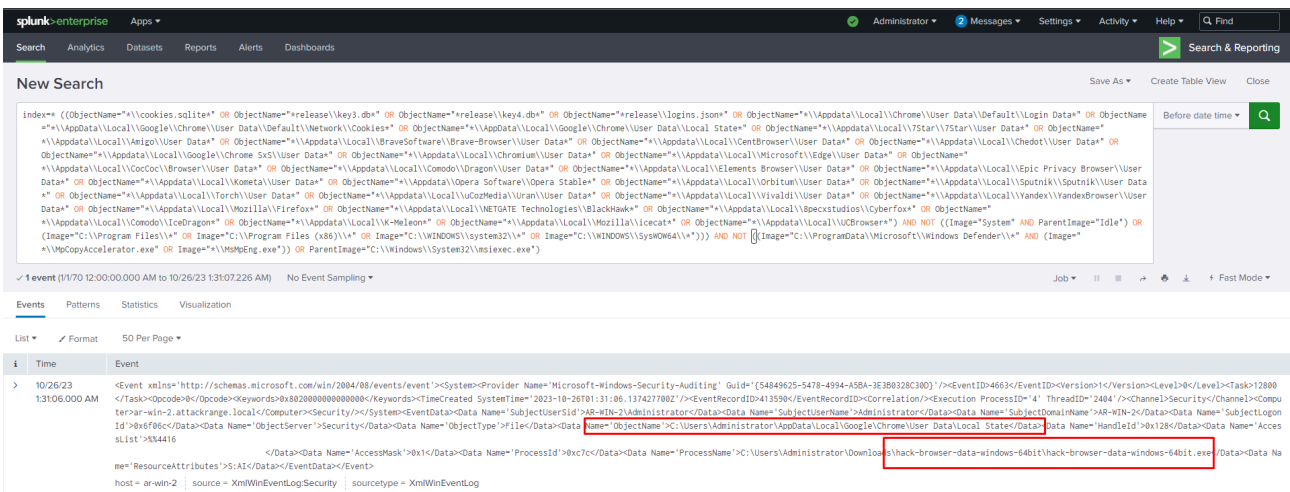 splunk>enterprise Apps ▾ Administrator ▾ 2 Messages ▾ Settings ▾ Activity ▾ Help ▾ Find
Search Analytics Datasets Reports Alerts Dashboards Search & Reporting
New Search Save As ▾ Create Table View Close
index=* ((ObjectName="*\\cookies.sqlite*" OR ObjectName="*release\\key3.db*" OR ObjectName="*release\\key4.db*" OR ObjectName="*release\\logins.json*" OR ObjectName="*\\Appdata\\Local\\Chrome\\User Data\\Default\\Login Data*" OR ObjectName
="*\\AppData\\Local\\Google\\Chrome\\User Data\\Default\\Network\\Cookies*" OR ObjectName="*\\AppData\\Local\\Google\\Chrome\\User Data\\Local State*" OR ObjectName="*\\Appdata\\Local\\7Star\\7Star\\User Data*" OR ObjectName="
*\\Appdata\\Local\\Amigo\\User Data*" OR ObjectName="*\\Appdata\\Local\\BraveSoftware\\Brave-Browser\\User Data*" OR ObjectName="*\\Appdata\\Local\\CentBrowser\\User Data*" OR ObjectName="*\\Appdata\\Local\\Chedot\\User Data*" OR
ObjectName="*\\Appdata\\Local\\Google\\Chrome SxS\\User Data*" OR ObjectName="*\\Appdata\\Local\\Chromium\\User Data*" OR ObjectName="*\\Appdata\\Local\\Microsoft\\Edge\\User Data*" OR ObjectName="
*\\Appdata\\Local\\CocCoc\\Browser\\User Data*" OR ObjectName="*\\Appdata\\Local\\Comodo\\Dragon\\User Data*" OR ObjectName="*\\Appdata\\Local\\Elements Browser\\User Data*" OR ObjectName="*\\Appdata\\Local\\Epic Privacy Browser\\User
Data*" OR ObjectName="*\\Appdata\\Local\\Kometa\\User Data*" OR ObjectName="*\\Appdata\\Opera Software\\Opera Stable*" OR ObjectName="*\\Appdata\\Local\\Orbitum\\User Data*" OR ObjectName="*\\Appdata\\Local\\Sputnik\\Sputnik\\User Data
*" OR ObjectName="*\\Appdata\\Local\\Torch\\User Data*" OR ObjectName="*\\Appdata\\Local\\uCozMedia\\Uran\\User Data*" OR ObjectName="*\\Appdata\\Local\\Vivaldi\\User Data*" OR ObjectName="*\\Appdata\\Local\\Yandex\\YandexBrowser\\User
Data*" OR ObjectName="*\\Appdata\\Local\\Mozilla\\Firefox*" OR ObjectName="*\\Appdata\\Local\\NETGATE Technologies\\BlackHawk*" OR ObjectName="*\\Appdata\\Local\\8pecxstudios\\Cyberfox*" OR ObjectName="
*\\Appdata\\Local\\Comodo\\IceDragon*" OR ObjectName="*\\Appdata\\Local\\K-Meleon*" OR ObjectName="*\\Appdata\\Local\\Mozilla\\icecat*" OR ObjectName="*\\Appdata\\Local\\UCBrowser*") AND NOT ((Image="System" AND ParentImage="Idle") OR
(Image="C:\\Program Files\\*" OR Image="C:\\Program Files (x86)\\*" OR Image="C:\\WINDOWS\\system32\\*" OR Image="C:\\WINDOWS\\SysWOW64\\*"))) AND NOT ((Image="C:\\ProgramData\\Microsoft\\Windows Defender\\*" AND (Image="
*\\MpCopyAccelerator.exe" OR Image="*\\MsMpEng.exe")) OR ParentImage="C:\\Windows\\System32\\msiexec.exe")
Before date time ▾
✓ 1 event (1/1/70 12:00:00.000 AM to 10/26/23 1:31:07.226 AM) No Event Sampling ▾ Job ▾ Fast Mode ▾
Events Patterns Statistics Visualization
List ▾ Format 50 Per Page ▾
i Time Event
> 10/26/23 <Event xmlns='http://schemas.microsoft.com/win/2004/08/events/event'><System><Provider Name='Microsoft-Windows-Security-Auditing' Guid='{54849625-5478-4994-A5BA-3E3B0328C30D}'/><EventID>4663</EventID><Version>1</Version><Level>0</Level><Task>12800
1:31:06.000 AM </Task><Opcode>0</Opcode><Keywords>0x8020000000000000</Keywords><TimeCreated SystemTime='2023-10-26T01:31:06.137427700Z'/><EventRecordID>413590</EventRecordID><Correlation/><Execution ProcessID='4' ThreadID='2404'/><Channel>Security</Channel><Compu
ter>ar-win-2.attackrange.local</Computer><Security/></System><EventData><Data Name='SubjectUserSid'>AR-WIN-2\Administrator</Data><Data Name='SubjectUserName'>Administrator</Data><Data Name='SubjectDomainName'>AR-WIN-2</Data><Data Name='SubjectLogon
Id'>0x6f06c</Data><Data Name='ObjectServer'>Security</Data><Data Name='ObjectType'>File</Data><Data Name='ObjectName'>C:\Users\Administrator\AppData\Local\Google\Chrome\User Data\Local State</Data><Data Name='HandleId'>0x128</Data><Data Name='Acces
sList'>%%4416
</Data><Data Name='AccessMask'>0x1</Data><Data Name='ProcessId'>0xc7c</Data><Data Name='ProcessName'>C:\Users\Administrator\Downloads\hack-browser-data-windows-64bit\hack-browser-data-windows-64bit.exe</Data><Data Na
me='ResourceAttributes'>S:AI</Data></EventData></Event>
host = ar-win-2 source = XmlWinEventLog:Security sourcetype = XmlWinEventLog